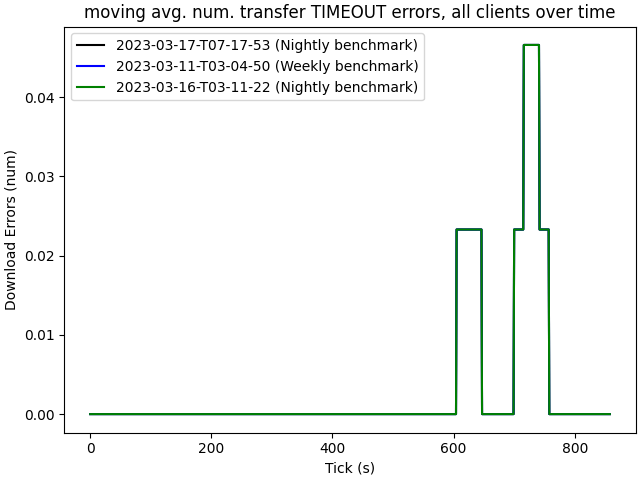 moving avg. num. transfer TIMEOUT errors, all clients over time
2023-03-17-T07-17-53 (Nightly benchmark)
2023-03-11-T03-04-50 (Weekly benchmark)
2023-03-16-T03-11-22 (Nightly benchmark)
Download Errors (num)
0.04
0.03
0.02
0.01
0.00
0 200 400 600 800
Tick (s)